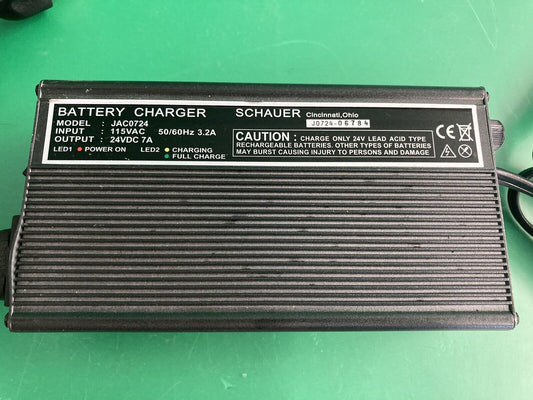 BATTERY CHARGER SCHAUER Cincinnati,Ohio
MODEL : JAC0724 J0724-06784
INPUT : 115VAC 50/60Hz 3.2A
OUTPUT : 24VDC 7A
LED1 ● POWER ON LED2 ● CHARGING
● FULL CHARGE
CAUTION : CHARGE ONLY 24V LEAD ACID TYPE
RECHARGEABLE BATTERIES. OTHER TYPES OF BATTERIES
MAY BURST CAUSING INJURY TO PERSONS AND DAMAGE.
CE